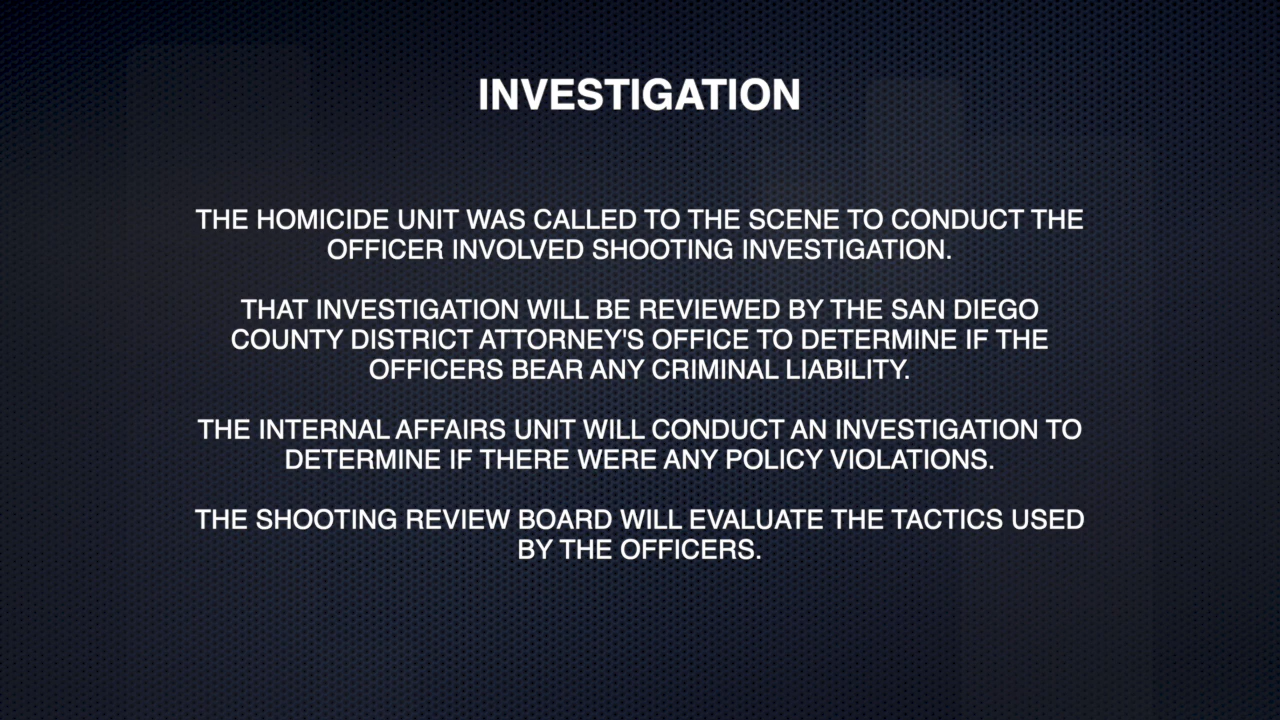 INVESTIGATION
THE HOMICIDE UNIT WAS CALLED TO THE SCENE TO CONDUCT THE
OFFICER INVOLVED SHOOTING INVESTIGATION.
THAT INVESTIGATION WILL BE REVIEWED BY THE SAN DIEGO
COUNTY DISTRICT ATTORNEY'S OFFICE TO DETERMINE IF THE
OFFICERS BEAR ANY CRIMINAL LIABILITY.
THE INTERNAL AFFAIRS UNIT WILL CONDUCT AN INVESTIGATION TO
DETERMINE IF THERE WERE ANY POLICY VIOLATIONS.
THE SHOOTING REVIEW BOARD WILL EVALUATE THE TACTICS USED
BY THE OFFICERS.